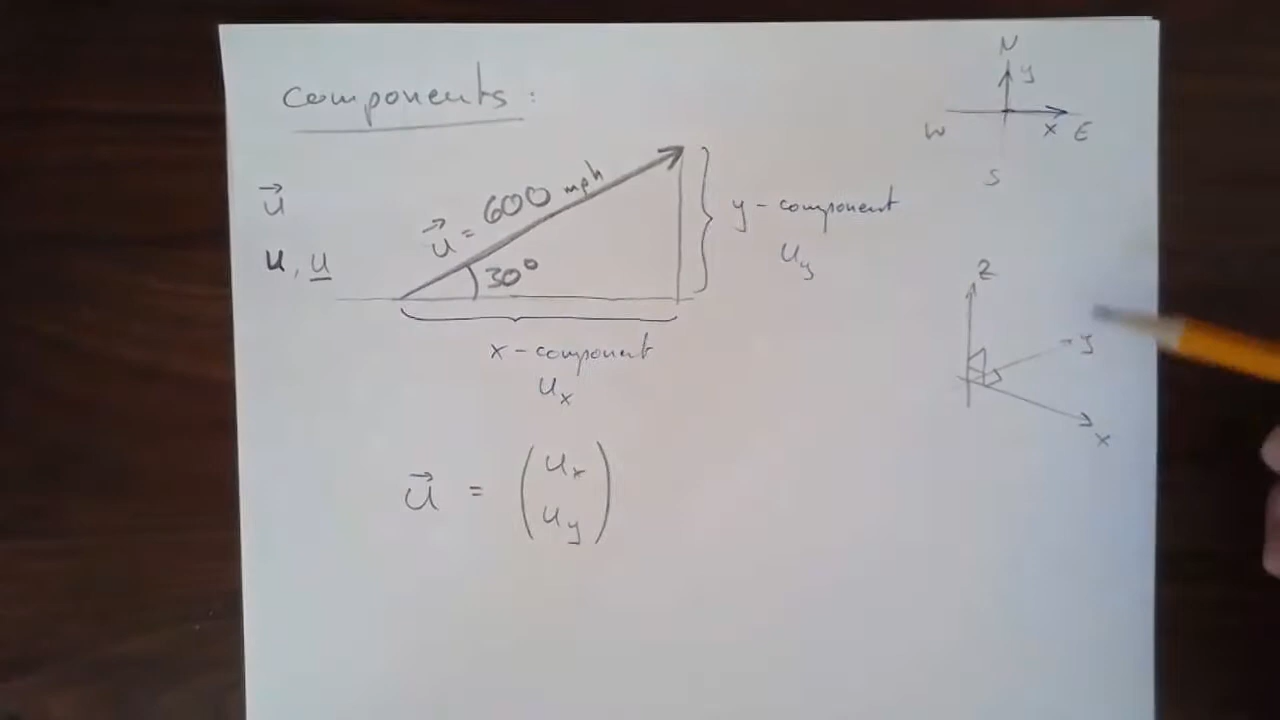 components:
N
y
W
x E
S
u⃗
u, u
u⃗ = 600 mph
30°
y-component
u_y
x-component
u_x
z
y
x
u⃗ = (u_x
u_y)